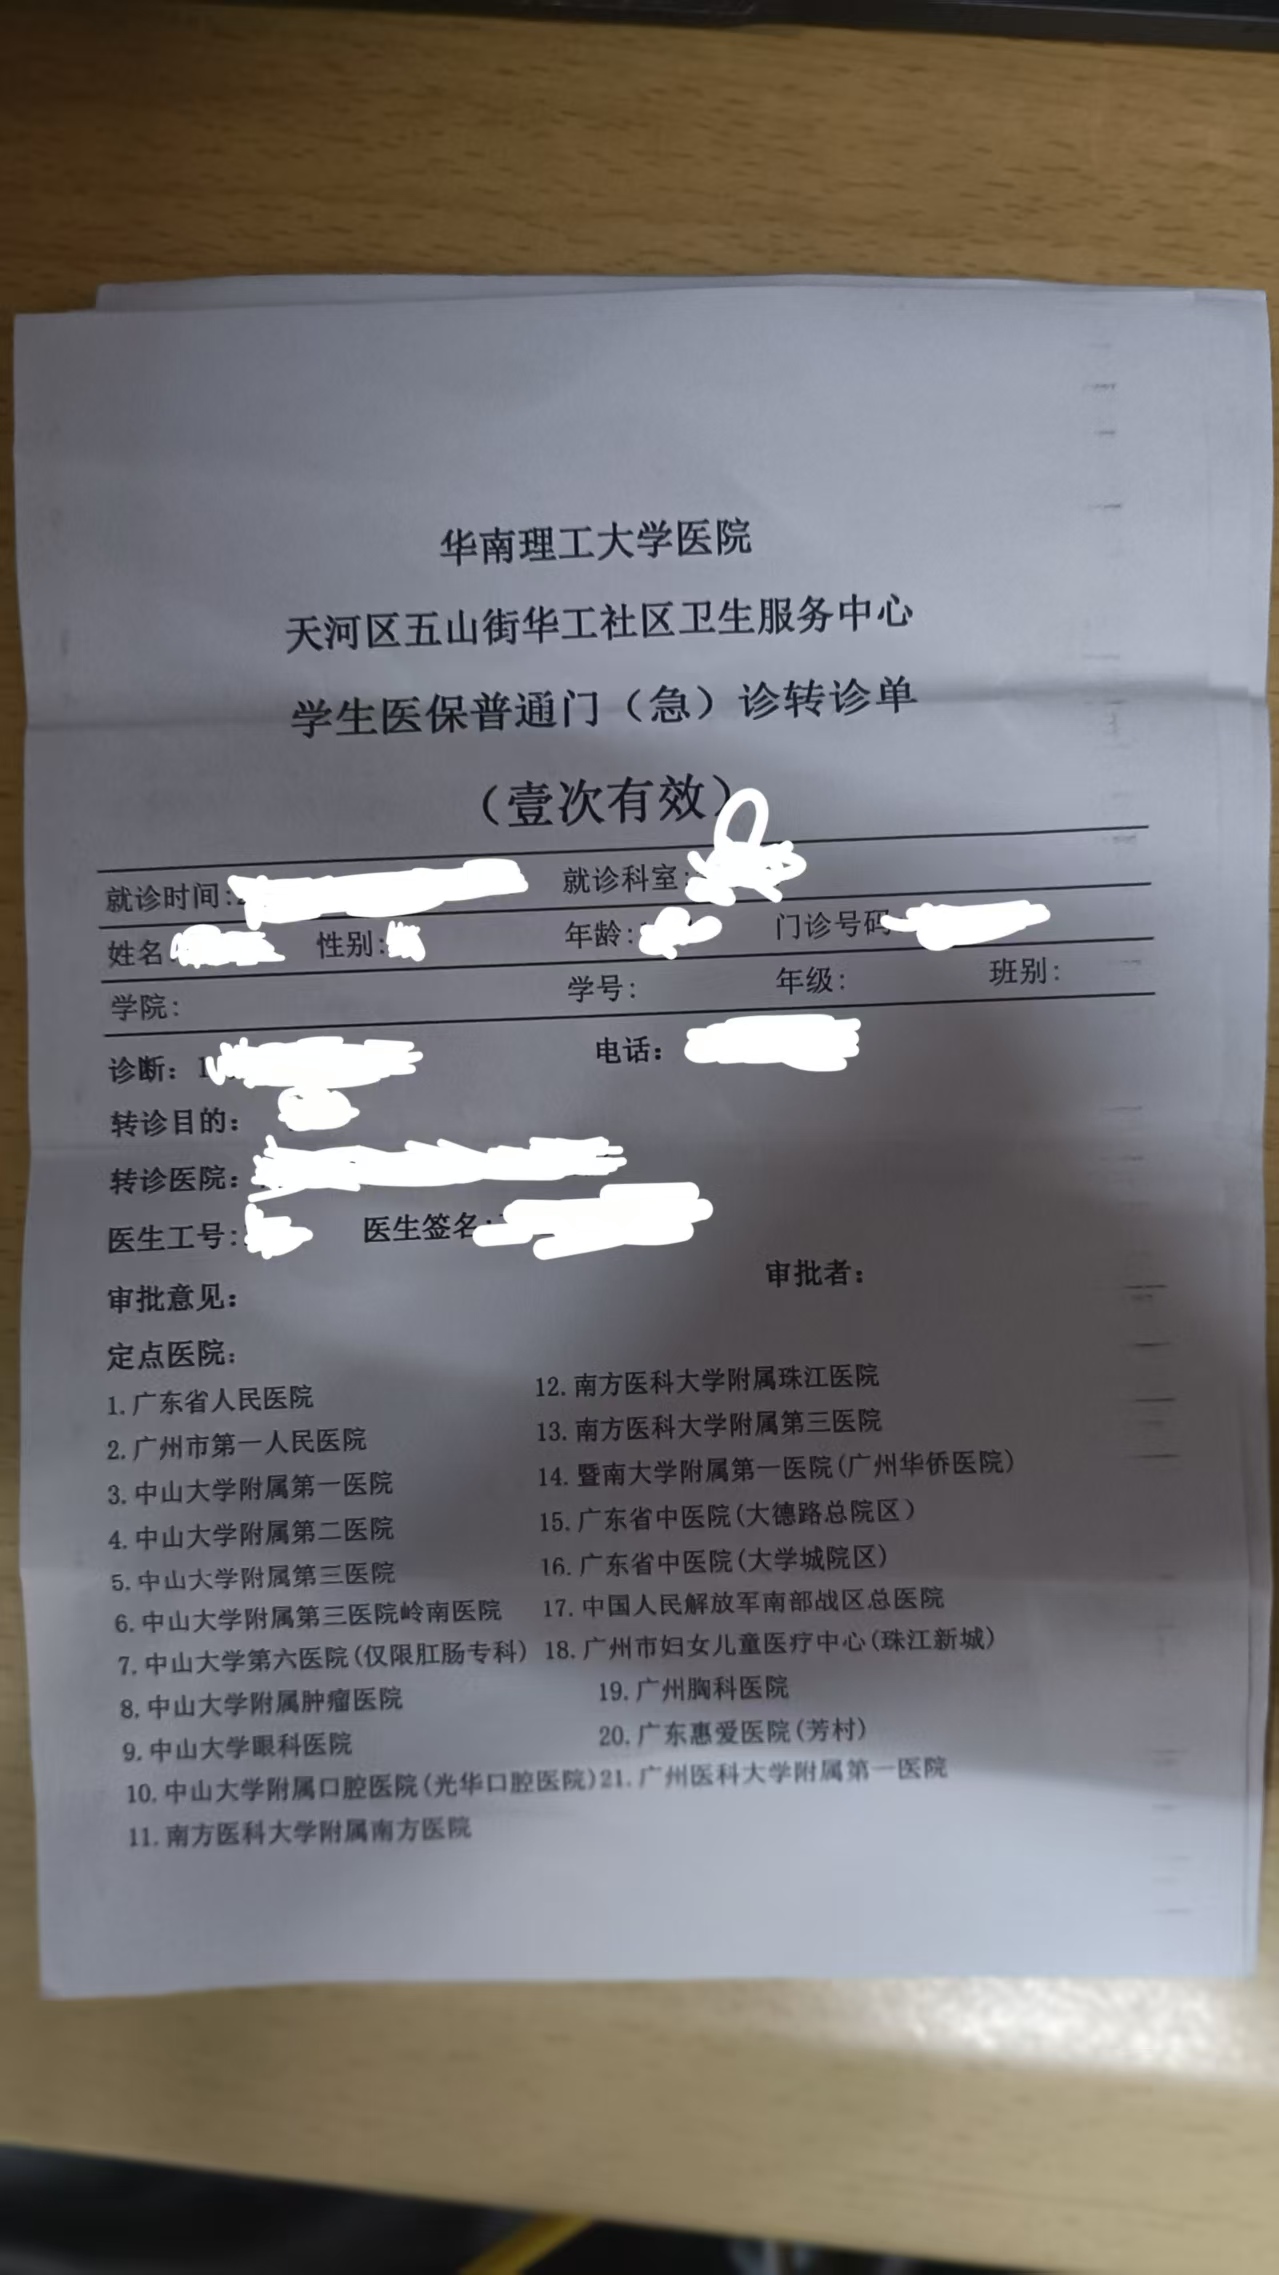 华南理工大学医院
天河区五山街华工社区卫生服务中心
学生医保普通门（急）诊转诊单
（壹次有效）
就诊时间: 就诊科室:
姓名 性别: 年龄: 门诊号码
学院: 学号: 年级: 班别:
诊断: 1 电话:
转诊目的:
转诊医院:
医生工号: 医生签名:
审批意见: 审批者:
定点医院:
1.广东省人民医院 12.南方医科大学附属珠江医院
2.广州市第一人民医院 13.南方医科大学附属第三医院
3.中山大学附属第一医院 14.暨南大学附属第一医院(广州华侨医院)
4.中山大学附属第二医院 15.广东省中医院(大德路总院区）
5.中山大学附属第三医院 16.广东省中医院(大学城院区)
6.中山大学附属第三医院岭南医院 17.中国人民解放军南部战区总医院
7.中山大学第六医院(仅限肛肠专科) 18.广州市妇女儿童医疗中心(珠江新城)
8.中山大学附属肿瘤医院 19.广州胸科医院
9.中山大学眼科医院 20.广东惠爱医院(芳村)
10.中山大学附属口腔医院(光华口腔医院)21.广州医科大学附属第一医院
11.南方医科大学附属南方医院